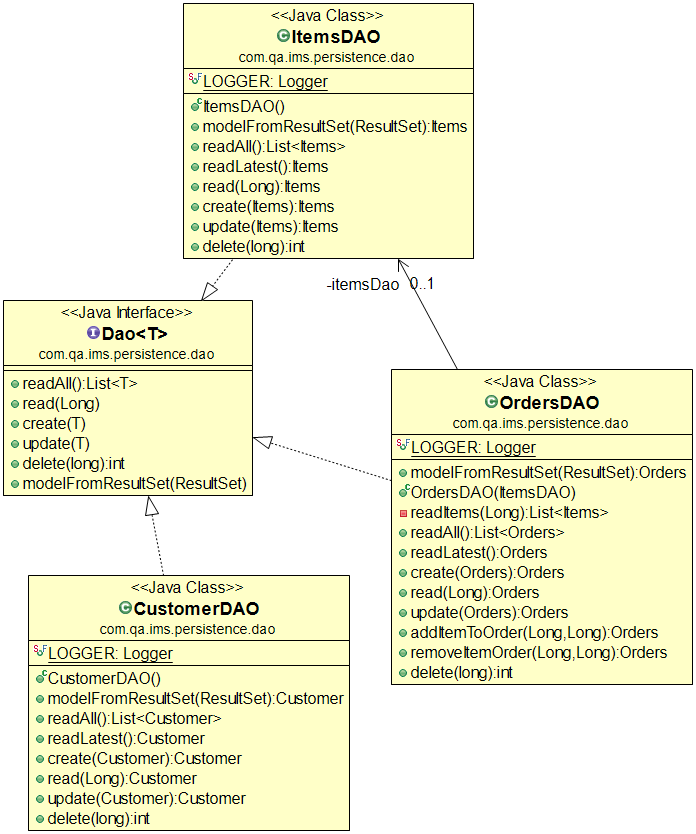 <<Java Class>>
ItemsDAO
com.qa.ims.persistence.dao
LOGGER: Logger
ItemsDAO()
modelFromResultSet(ResultSet):Items
readAll():List<Items>
readLatest():Items
read(Long):Items
create(Items):Items
update(Items):Items
delete(long):int
-itemsDao 0..1
<<Java Interface>>
Dao<T>
com.qa.ims.persistence.dao
readAll():List<T>
read(Long)
create(T)
update(T)
delete(long):int
modelFromResultSet(ResultSet)
<<Java Class>>
OrdersDAO
com.qa.ims.persistence.dao
LOGGER: Logger
modelFromResultSet(ResultSet):Orders
OrdersDAO(ItemsDAO)
readItems(Long):List<Items>
readAll():List<Orders>
readLatest():Orders
create(Orders):Orders
read(Long):Orders
update(Orders):Orders
addItemToOrder(Long,Long):Orders
removeItemOrder(Long,Long):Orders
delete(long):int
<<Java Class>>
CustomerDAO
com.qa.ims.persistence.dao
LOGGER: Logger
CustomerDAO()
modelFromResultSet(ResultSet):Customer
readAll():List<Customer>
readLatest():Customer
create(Customer):Customer
read(Long):Customer
update(Customer):Customer
delete(long):int